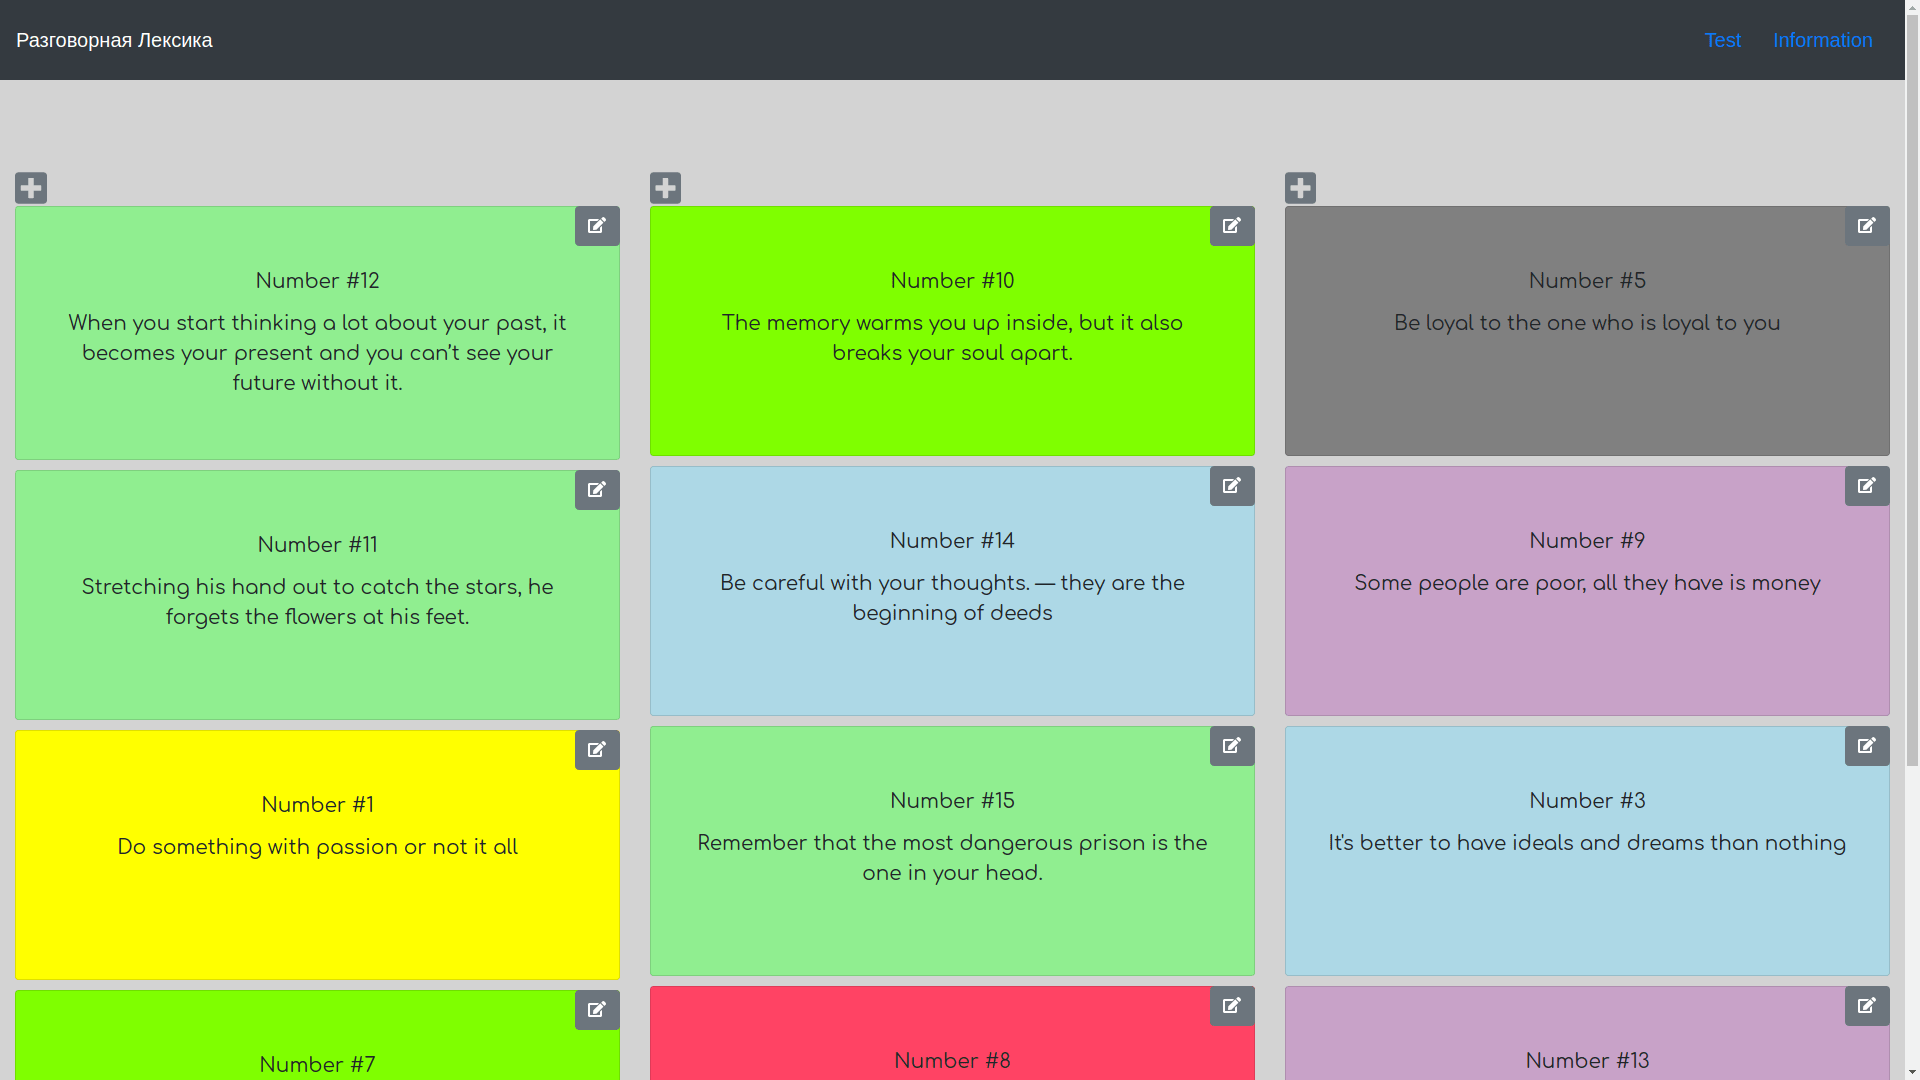 Разговорная Лексика
Test
Information
Number #12
When you start thinking a lot about your past, it
becomes your present and you can’t see your
future without it.
Number #11
Stretching his hand out to catch the stars, he
forgets the flowers at his feet.
Number #1
Do something with passion or not it all
Number #7
Number #10
The memory warms you up inside, but it also
breaks your soul apart.
Number #14
Be careful with your thoughts. — they are the
beginning of deeds
Number #15
Remember that the most dangerous prison is the
one in your head.
Number #8
Number #5
Be loyal to the one who is loyal to you
Number #9
Some people are poor, all they have is money
Number #3
It's better to have ideals and dreams than nothing
Number #13